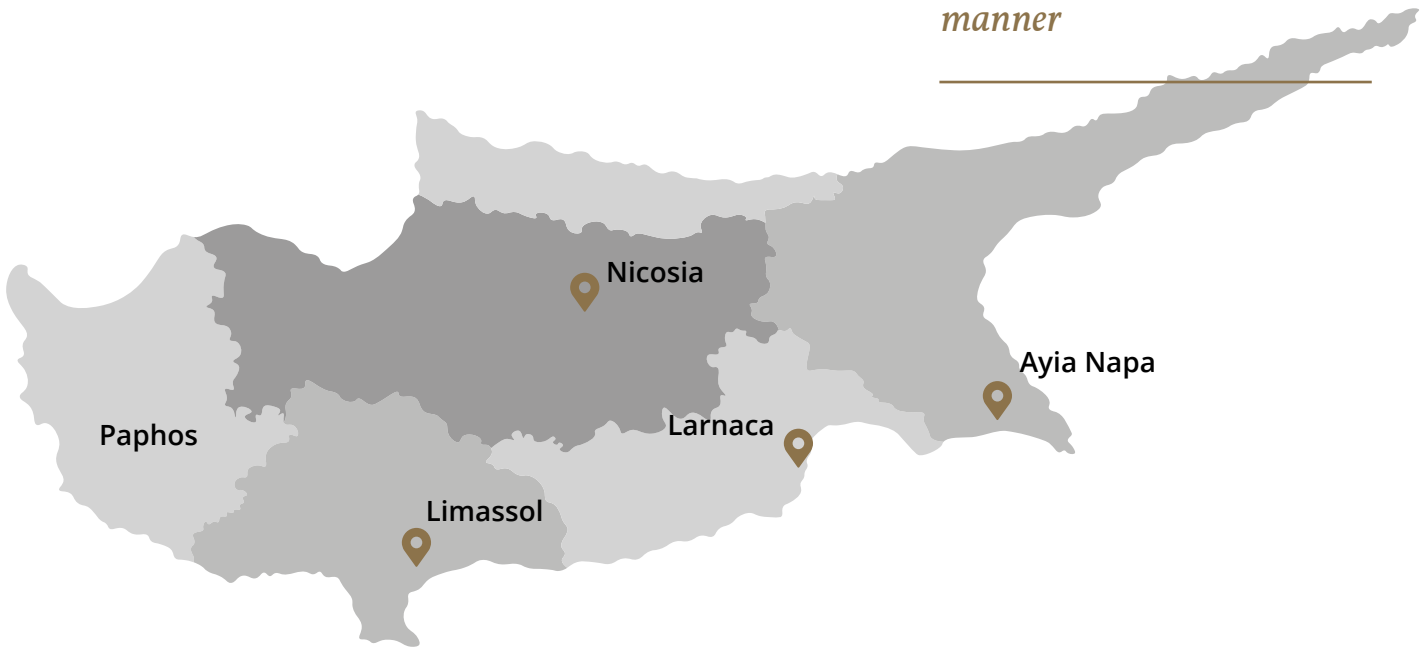 manner
Nicosia
Ayia Napa
Larnaca
Paphos
Limassol